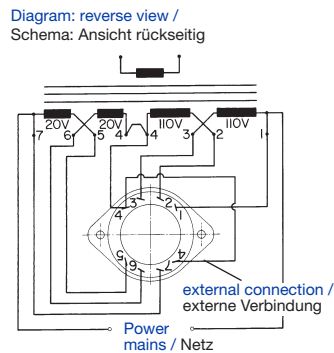 Diagram: reverse view /
Schema: Ansicht rückseitig
20V 20V 110V 110V
7 6 5 4 4 3 2 1
3 2
4 1
5 4
6 7
external connection /
externe Verbindung
Power
mains / Netz